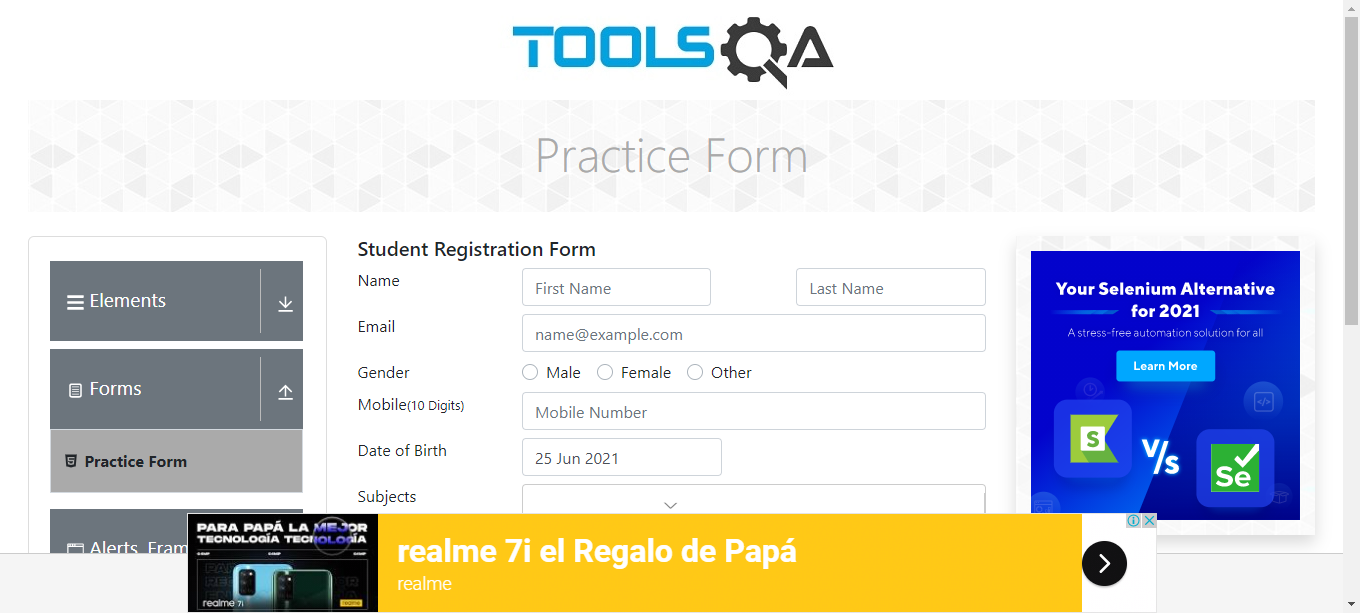 TOOLSQA
Practice Form
Elements
Forms
Practice Form
Alerts, Fram
Student Registration Form
Name
First Name
Last Name
Email
name@example.com
Gender
Male
Female
Other
Mobile(10 Digits)
Mobile Number
Date of Birth
25 Jun 2021
Subjects
Your Selenium Alternative
for 2021
A stress-free automation solution for all
Learn More
S
V/s
Se
PARA PAPÁ LA MEJOR
TECNOLOGÍA TECNOLOGÍA
realme 7i
realme
realme 7i el Regalo de Papá
realme